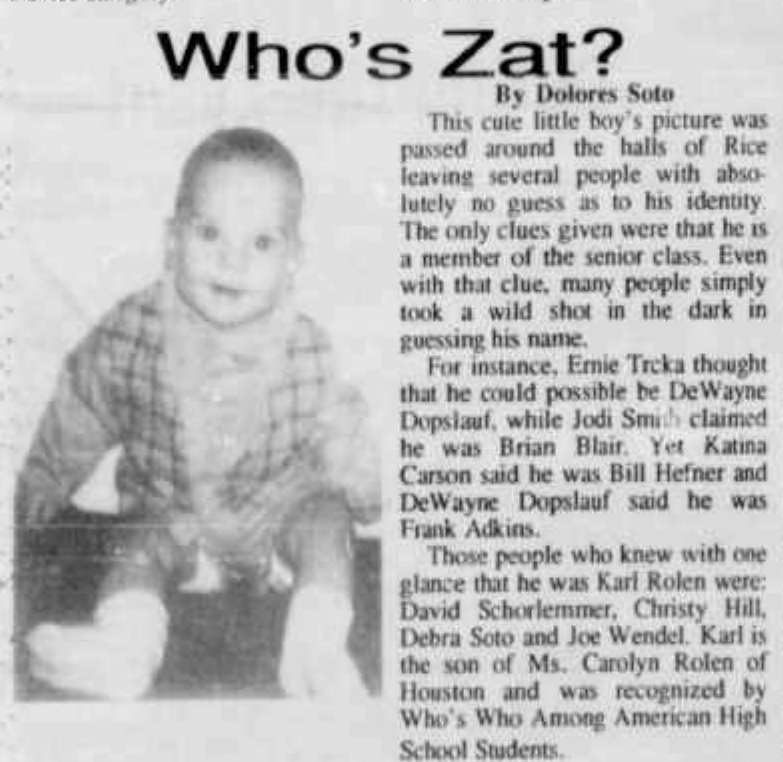 Who's Zat?
By Dolores Soto
This cute little boy's picture was
passed around the halls of Rice
leaving several people with abso-
lutely no guess as to his identity.
The only clues given were that he is
a member of the senior class. Even
with that clue, many people simply
took a wild shot in the dark in
guessing his name.
For instance, Ernie Trcka thought
that he could possible be DeWayne
Dopslauf, while Jodi Smith claimed
he was Brian Blair. Yet Katina
Carson said he was Bill Hefner and
DeWayne Dopslauf said he was
Frank Adkins.
Those people who knew with one
glance that he was Karl Rolen were:
David Schorlemmer, Christy Hill,
Debra Soto and Joe Wendel. Karl is
the son of Ms. Carolyn Rolen of
Houston and was recognized by
Who's Who Among American High
School Students.